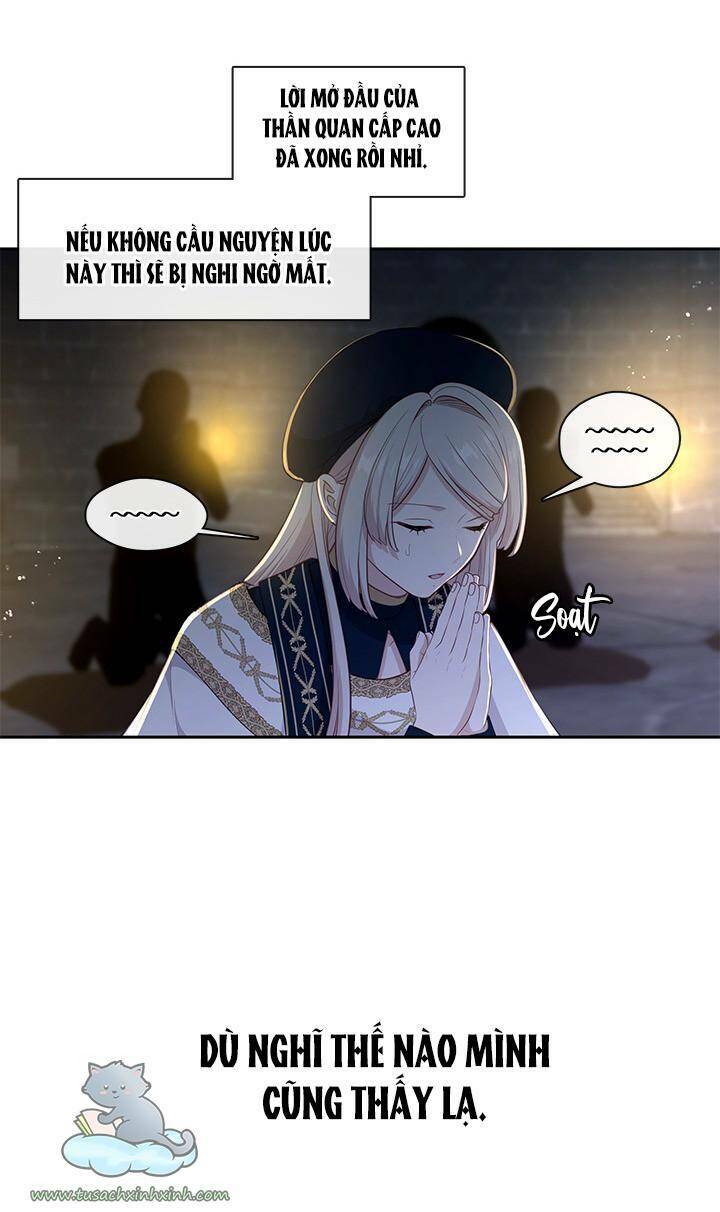 LỜI MỞ ĐẦU CỦA
THẦN QUAN CẤP CAO
ĐÃ XONG RỒI NHỈ.
NẾU KHÔNG CẦU NGUYỆN LÚC
NÀY THÌ SẼ BỊ NGHI NGỜ MẤT.
Soạt
DÙ NGHĨ THẾ NÀO MÌNH
CŨNG THẤY LẠ.
www.tusachxinhxinh.com